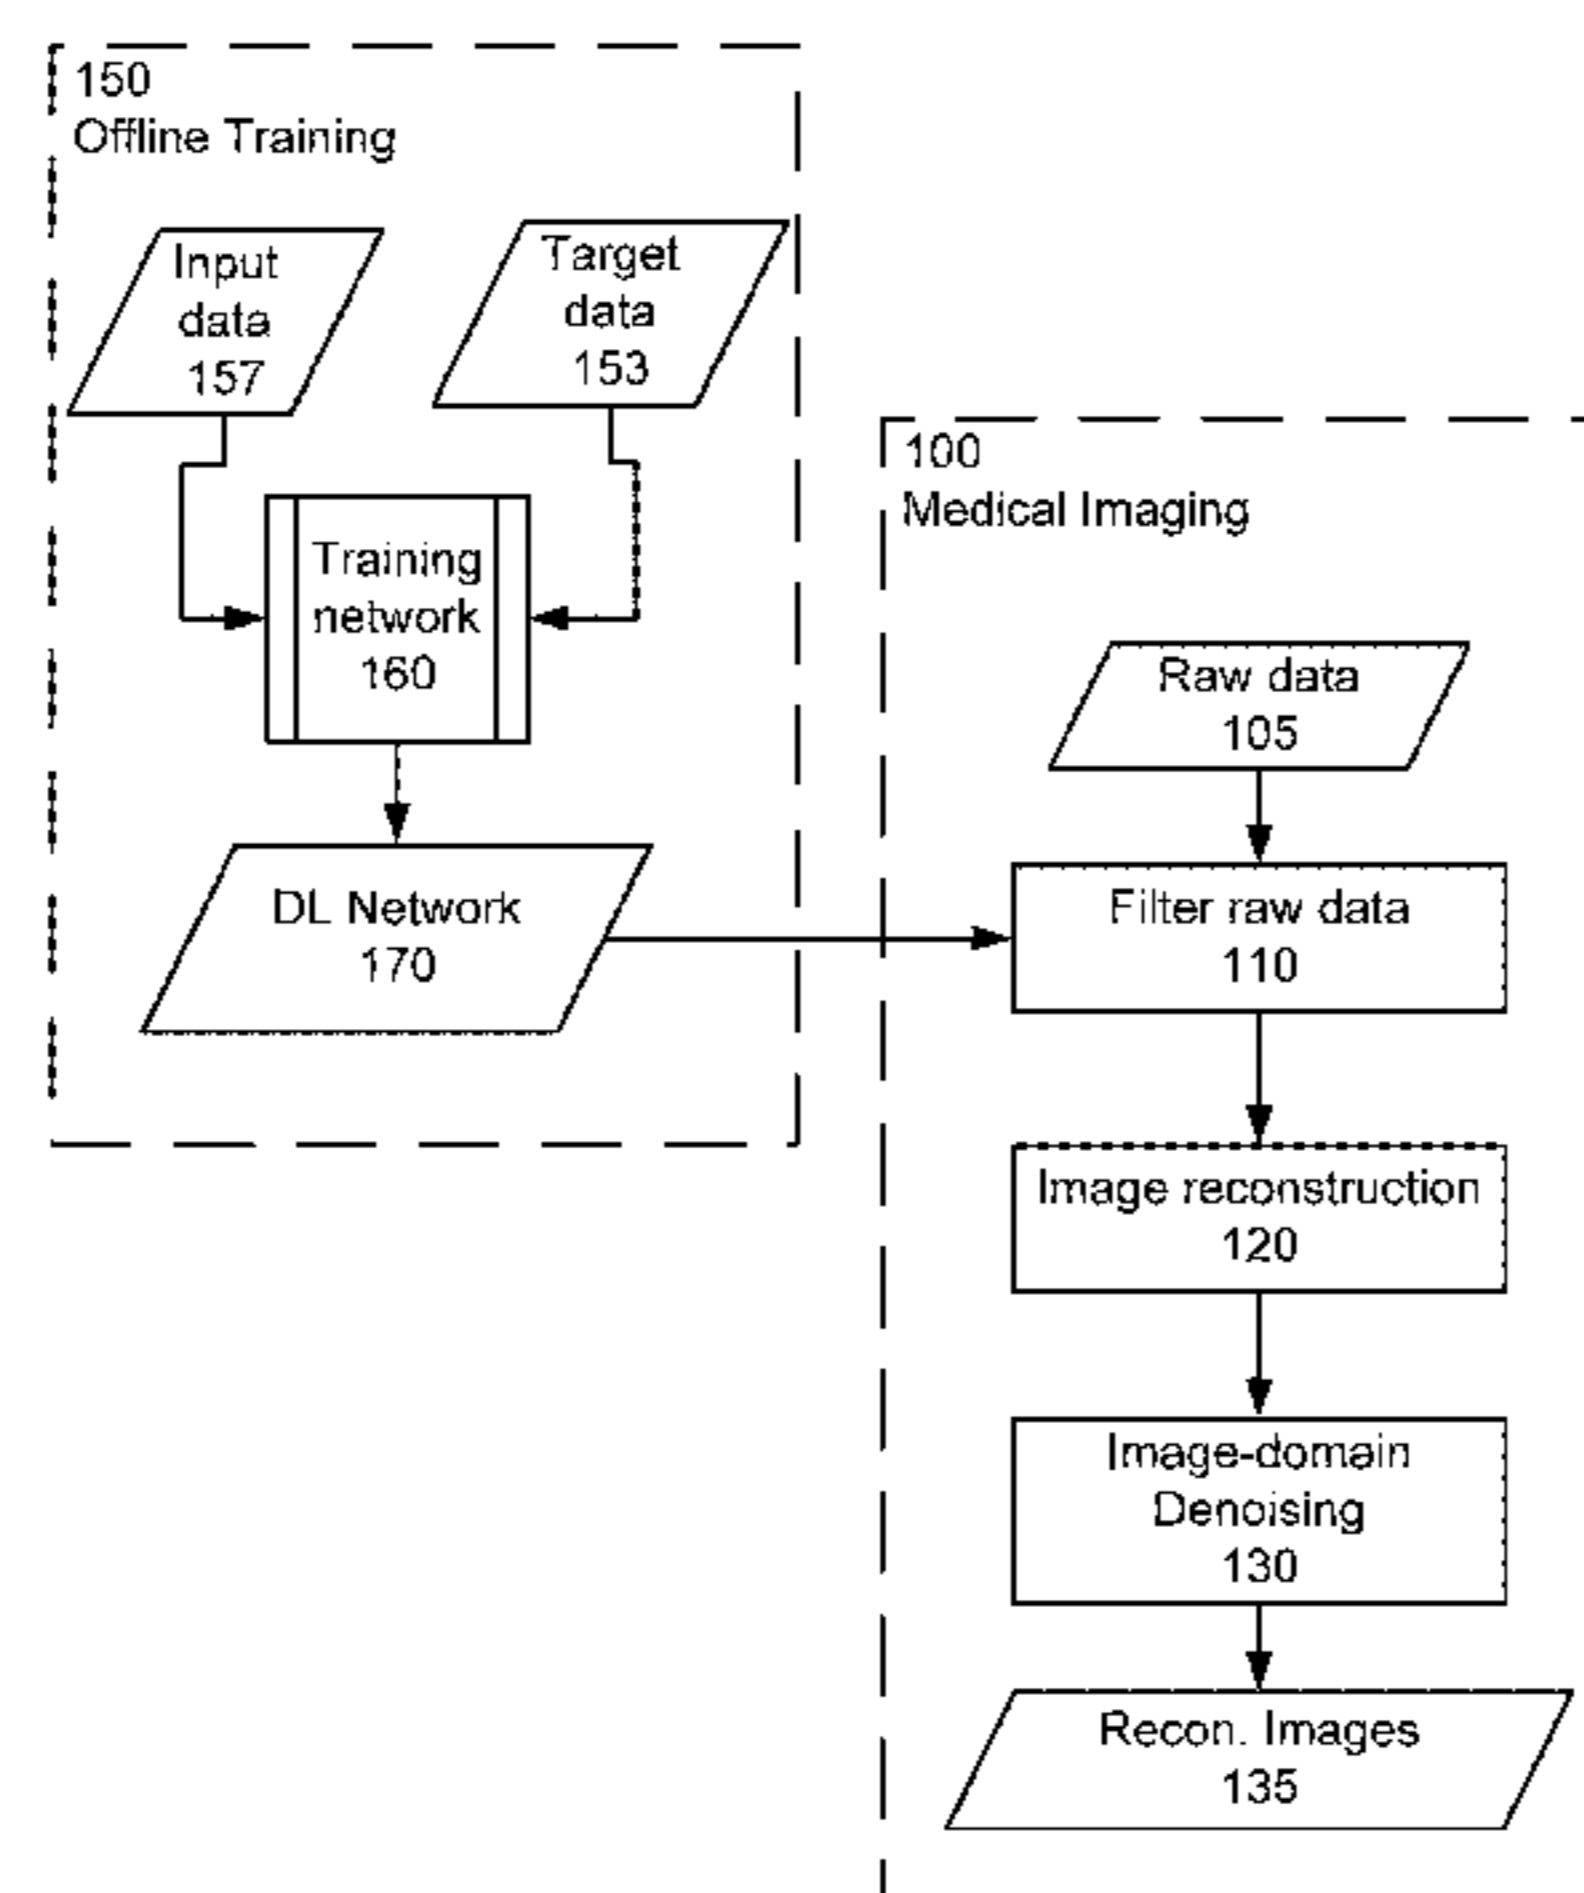 150
Offline Training
Input
data
157
Target
data
153
Training
network
160
DL Network
170
100
Medical Imaging
Raw data
105
Filter raw data
110
Image reconstruction
120
Image-domain
Denoising
130
Recon. Images
135